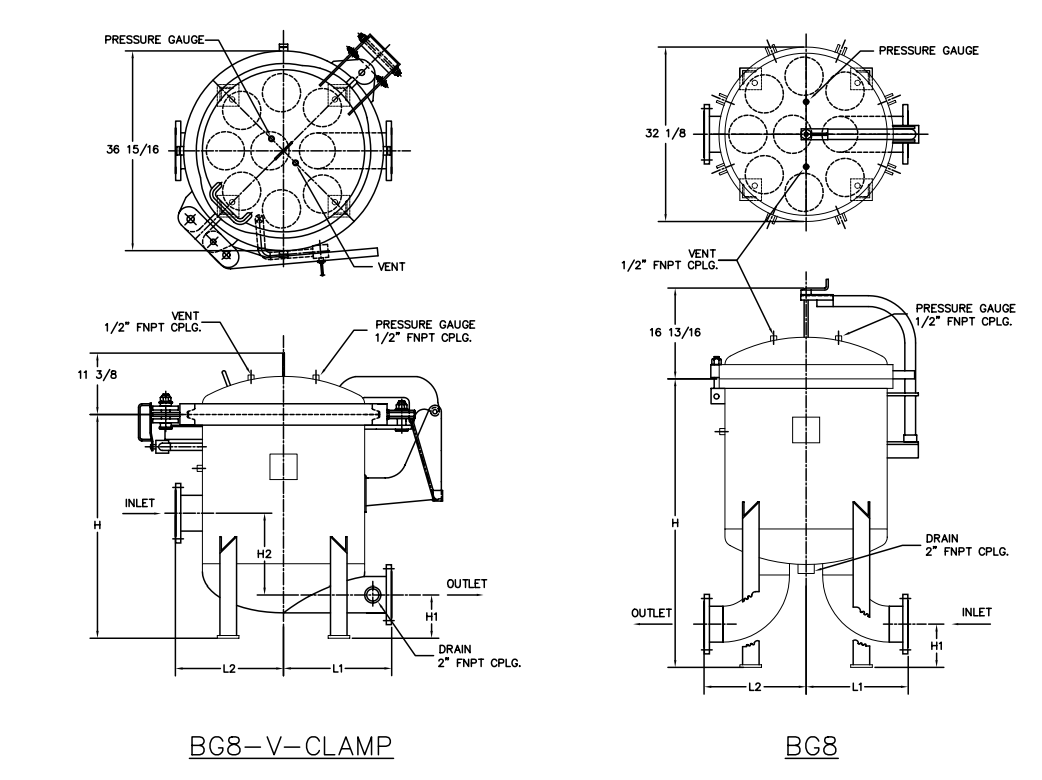 PRESSURE GAUGE
36 15/16
VENT
VENT
1/2" FNPT CPLG.
PRESSURE GAUGE
1/2" FNPT CPLG.
11 3/8
INLET
H
H2
OUTLET
H1
DRAIN
2" FNPT CPLG.
L2
L1
BG8-V-CLAMP
PRESSURE GAUGE
32 1/8
VENT
1/2" FNPT CPLG.
16 13/16
PRESSURE GAUGE
1/2" FNPT CPLG.
H
DRAIN
2" FNPT CPLG.
OUTLET
INLET
H1
L2
L1
BG8